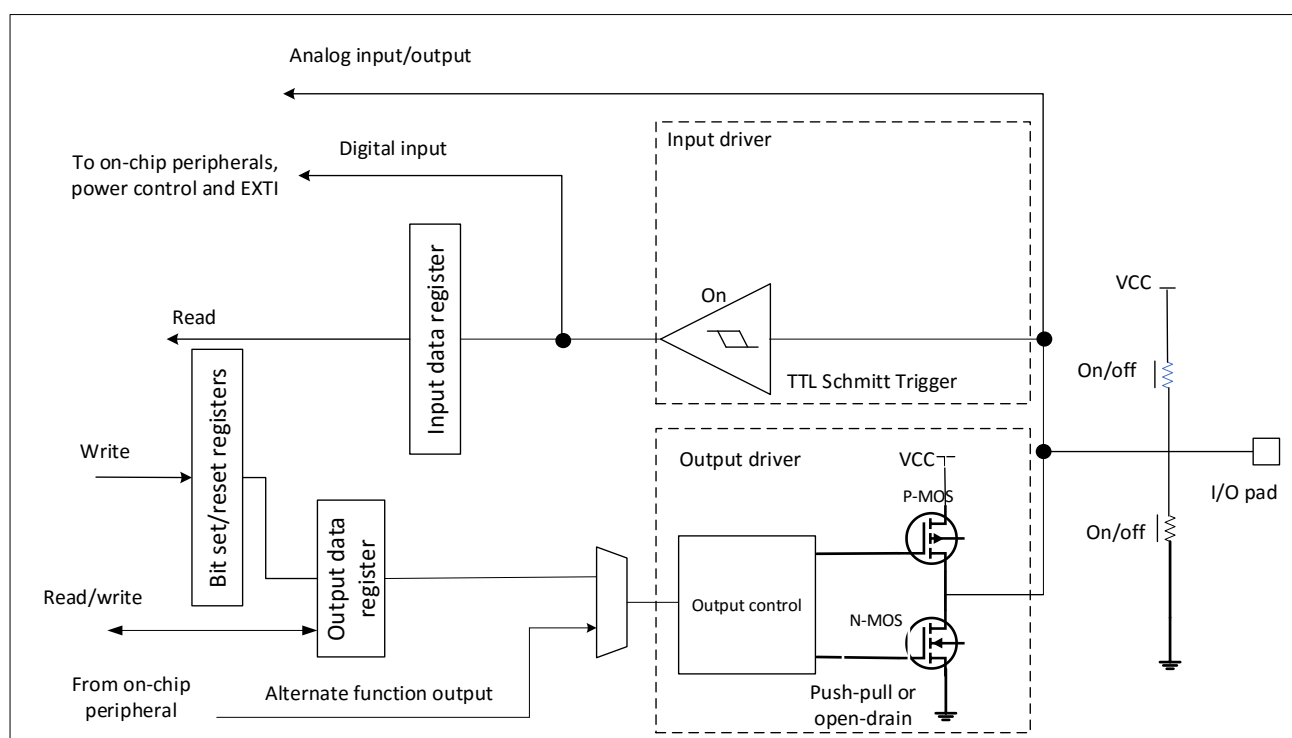 Analog input/output
Digital input
To on-chip peripherals,
power control and EXTI
Input driver
On
TTL Schmitt Trigger
Input data register
Read
VCC
On/off
Bit set/reset registers
Write
Output driver
VCC
P-MOS
I/O pad
On/off
Output data
register
Read/write
Output control
N-MOS
Push-pull or
open-drain
From on-chip
peripheral
Alternate function output